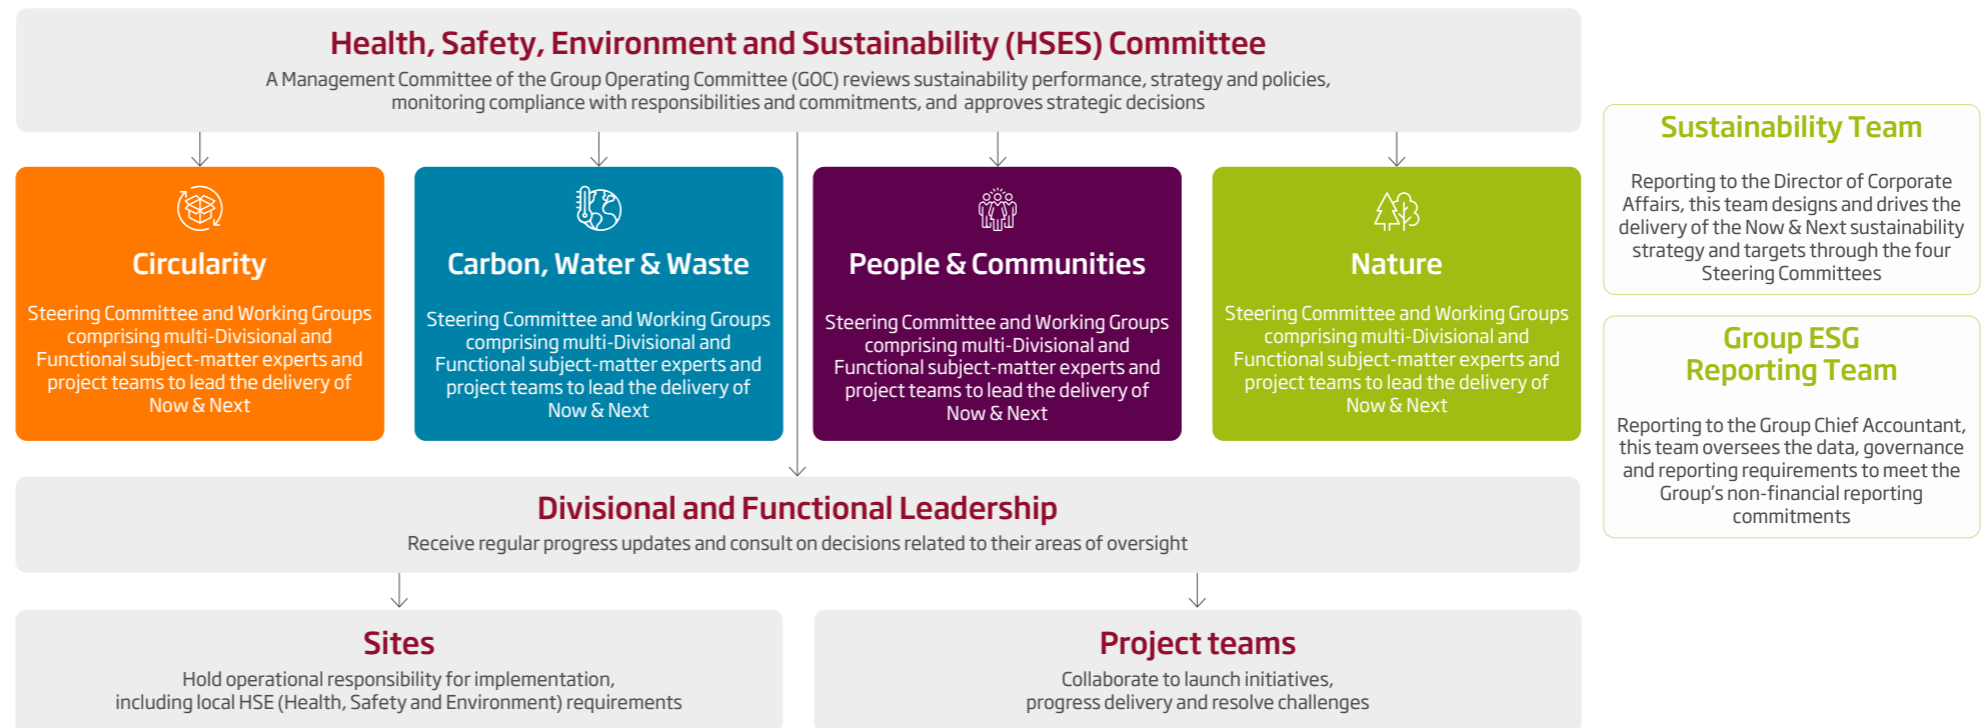 Health, Safety, Environment and Sustainability (HSES) Committee
A Management Committee of the Group Operating Committee (GOC) reviews sustainability performance, strategy and policies,
monitoring compliance with responsibilities and commitments, and approves strategic decisions
Circularity
Steering Committee and Working Groups
comprising multi-Divisional and
Functional subject-matter experts and
project teams to lead the delivery of
Now & Next
Carbon, Water & Waste
Steering Committee and Working Groups
comprising multi-Divisional and
Functional subject-matter experts and
project teams to lead the delivery of
Now & Next
People & Communities
Steering Committee and Working Groups
comprising multi-Divisional and
Functional subject-matter experts and
project teams to lead the delivery of
Now & Next
Nature
Steering Committee and Working Groups
comprising multi-Divisional and
Functional subject-matter experts and
project teams to lead the delivery of
Now & Next
Divisional and Functional Leadership
Receive regular progress updates and consult on decisions related to their areas of oversight
Sites
Hold operational responsibility for implementation,
including local HSE (Health, Safety and Environment) requirements
Project teams
Collaborate to launch initiatives,
progress delivery and resolve challenges
Sustainability Team
Reporting to the Director of Corporate
Affairs, this team designs and drives the
delivery of the Now & Next sustainability
strategy and targets through the four
Steering Committees
Group ESG
Reporting Team
Reporting to the Group Chief Accountant,
this team oversees the data, governance
and reporting requirements to meet the
Group's non-financial reporting
commitments